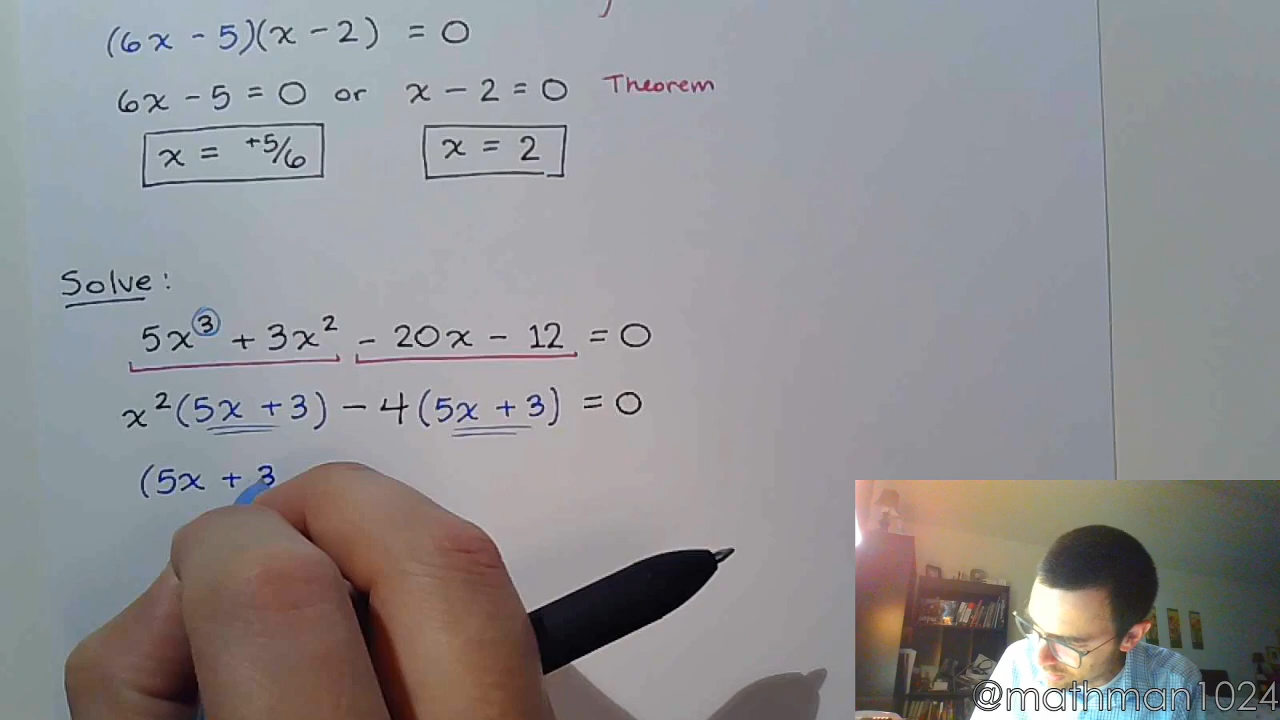 (6x - 5)(x - 2) = 0
6x - 5 = 0 or x - 2 = 0 Theorem
x = +5/6 x = 2
Solve:
5x³ + 3x² - 20x - 12 = 0
x²(5x + 3) - 4(5x + 3) = 0
(5x + 3
@mathman1024